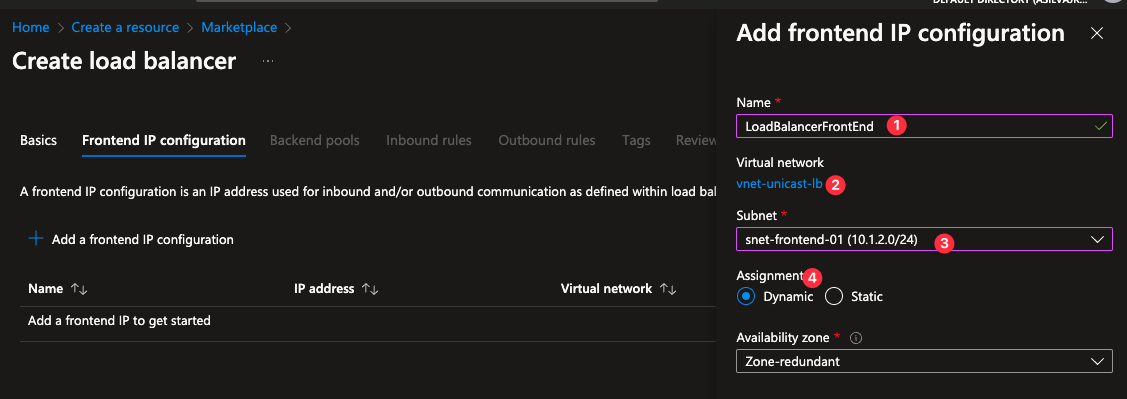 DEFAULT DIRECTORY (ASILVA.K...
Home > Create a resource > Marketplace >
Create load balancer ...
Basics Frontend IP configuration Backend pools Inbound rules Outbound rules Tags Review
A frontend IP configuration is an IP address used for inbound and/or outbound communication as defined within load bal
+ Add a frontend IP configuration
Name ↑↓ IP address ↑↓ Virtual network ↑↓
Add a frontend IP to get started
Add frontend IP configuration
Name *
LoadBalancerFrontEnd 1
Virtual network
vnet-unicast-lb 2
Subnet *
snet-frontend-01 (10.1.2.0/24) 3
Assignment 4
Dynamic Static
Availability zone *
Zone-redundant